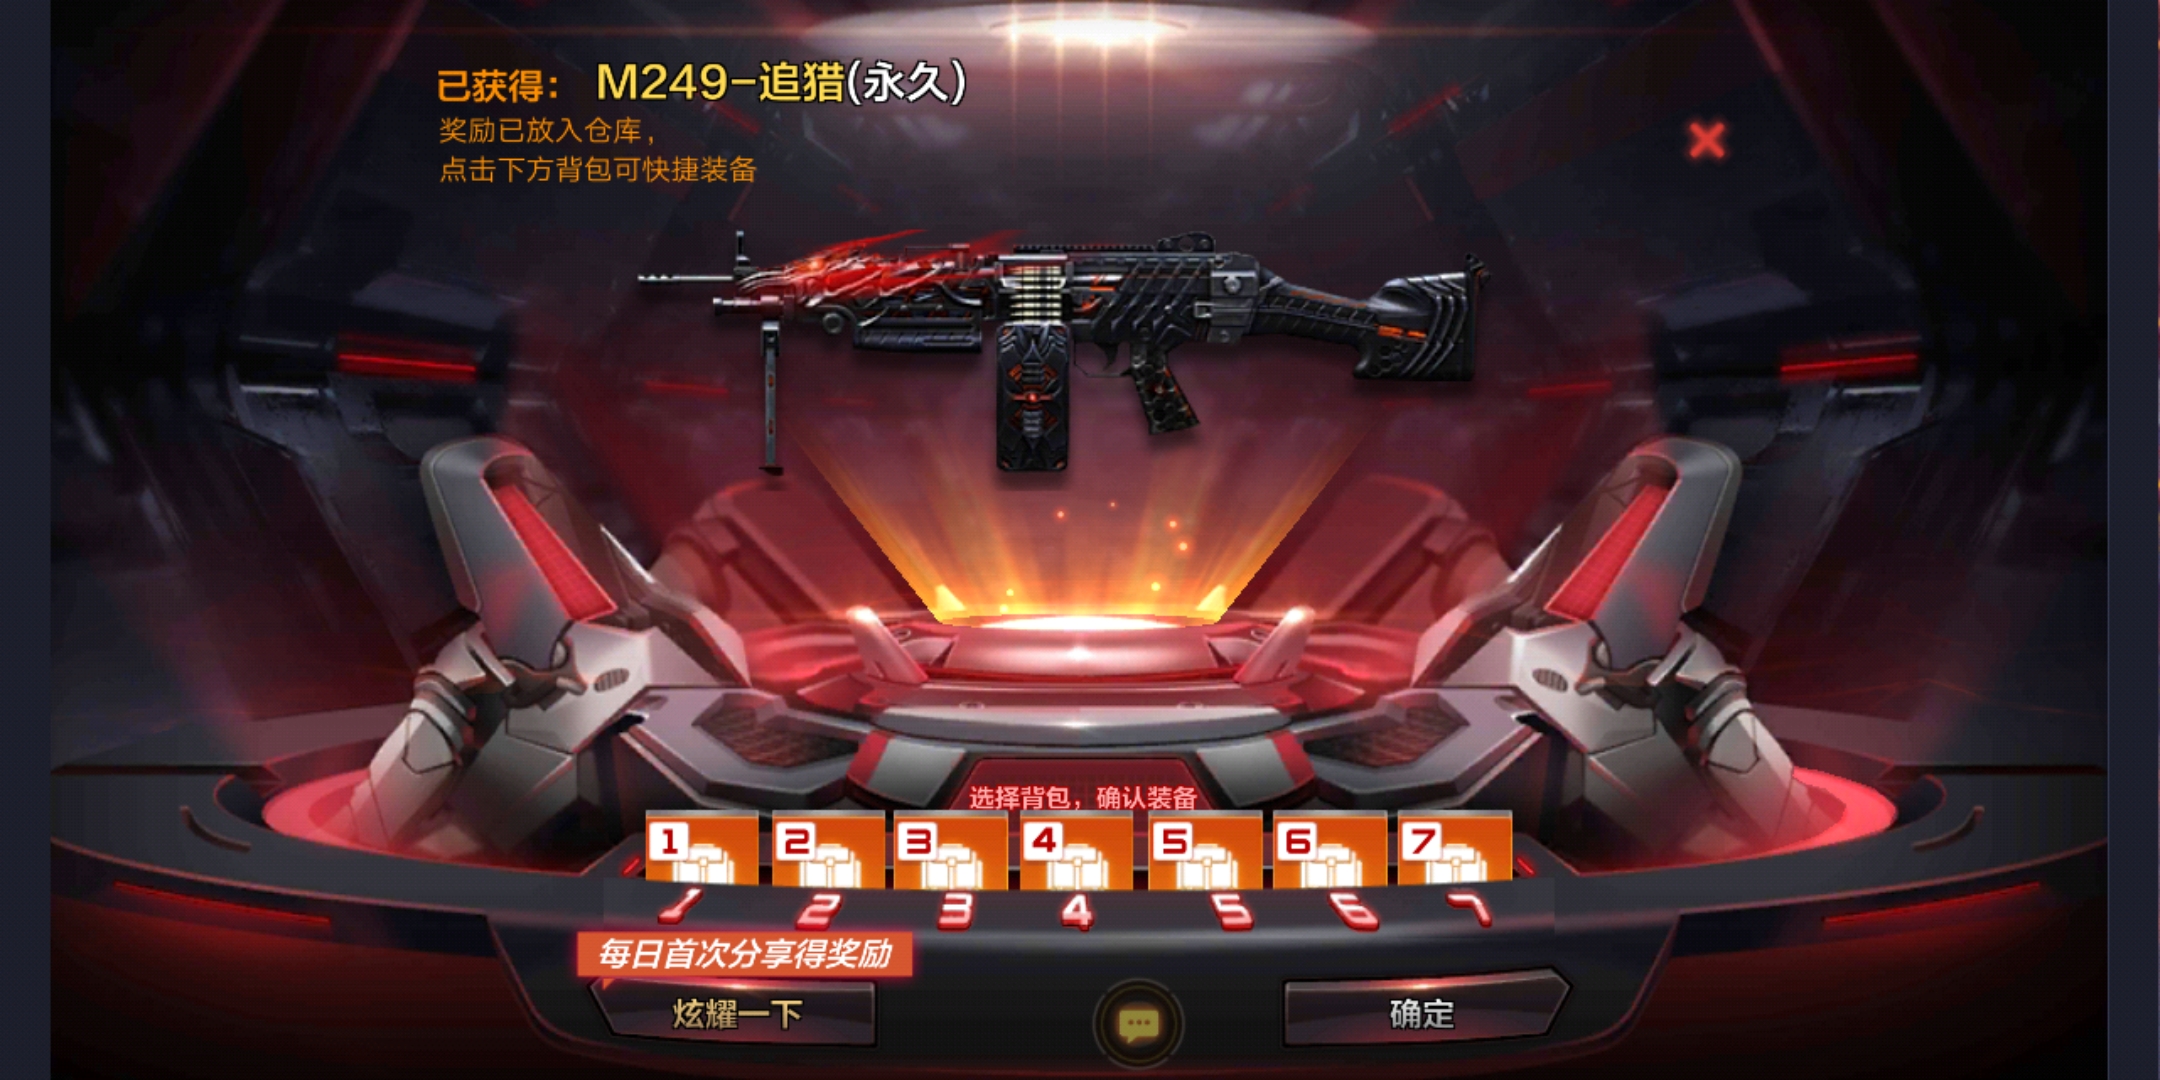 已获得： M249-追猎(永久)
奖励已放入仓库，
点击下方背包可快捷装备
选择背包，确认装备
1 2 3 4 5 6 7
1 2 3 4 5 6 7
每日首次分享得奖励
炫耀一下
确定